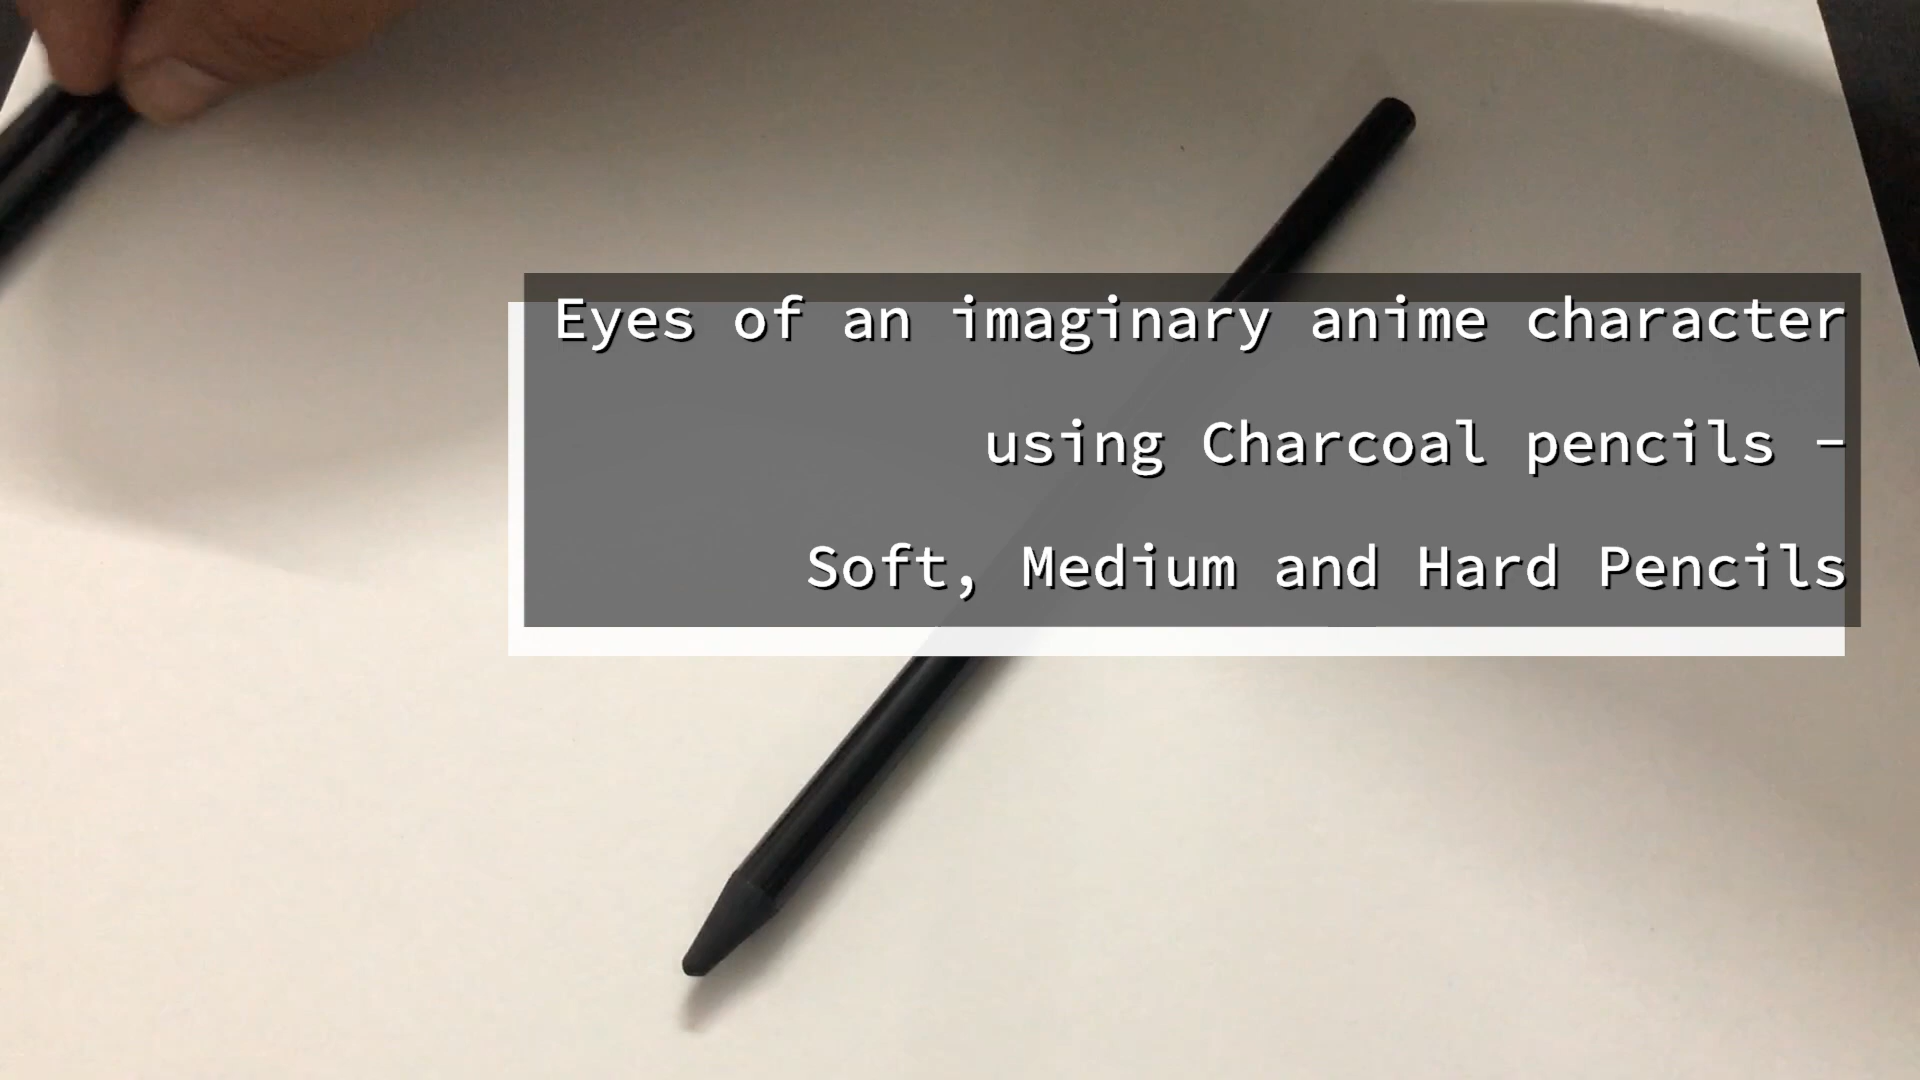 Eyes of an imaginary anime character
using Charcoal pencils -
Soft, Medium and Hard Pencils